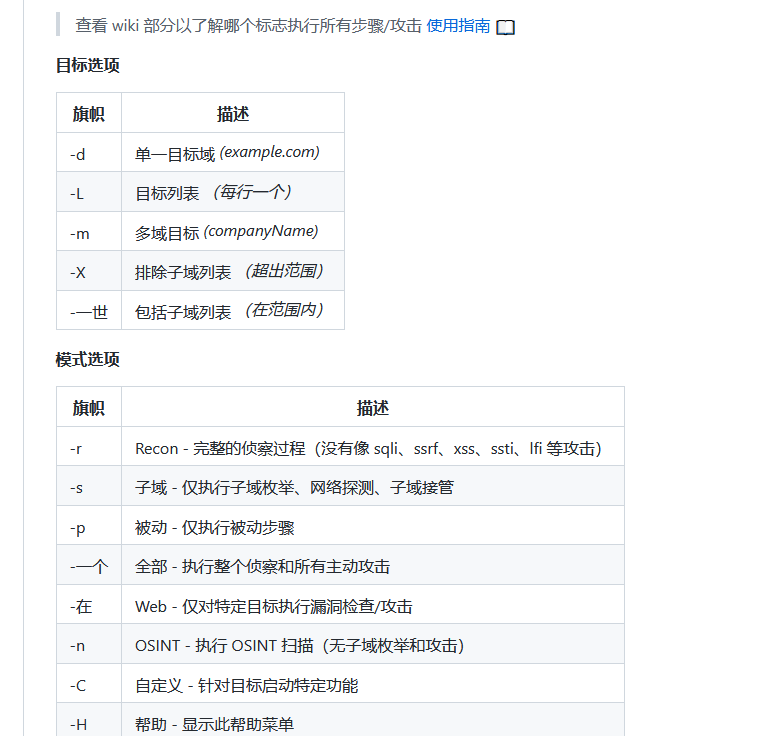 查看 wiki 部分以了解哪个标志执行所有步骤/攻击 使用指南
目标选项
旗帜 描述
-d 单一目标域 (example.com)
-L 目标列表 （每行一个）
-m 多域目标 (companyName)
-X 排除子域列表 （超出范围）
-一世 包括子域列表 （在范围内）
模式选项
旗帜 描述
-r Recon - 完整的侦察过程（没有像 sqli、ssrf、xss、ssti、lfi 等攻击）
-s 子域 - 仅执行子域枚举、网络探测、子域接管
-p 被动 - 仅执行被动步骤
-一个 全部 - 执行整个侦察和所有主动攻击
-在 Web - 仅对特定目标执行漏洞检查/攻击
-n OSINT - 执行 OSINT 扫描（无子域枚举和攻击）
-C 自定义 - 针对目标启动特定功能
-H 帮助 - 显示此帮助菜单